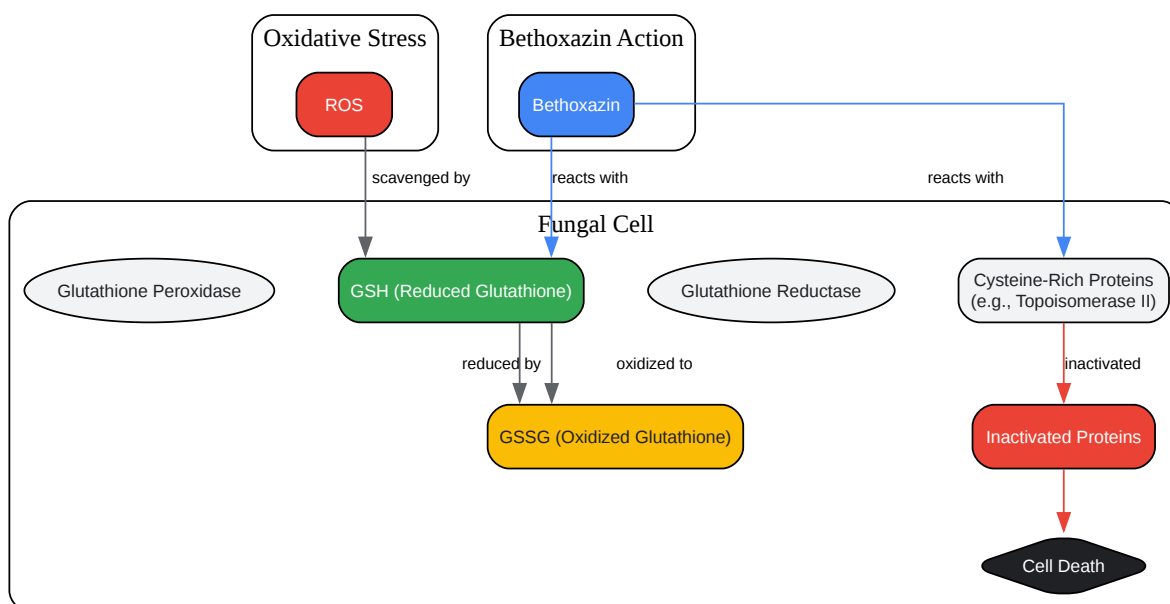 Oxidative Stress
Bethoxazin Action
ROS
Bethoxazin
scavenged by
reacts with
reacts with
Fungal Cell
Glutathione Peroxidase
GSH (Reduced Glutathione)
Glutathione Reductase
Cysteine-Rich Proteins
(e.g., Topoisomerase II)
reduced by
oxidized to
inactivated
GSSG (Oxidized Glutathione)
Inactivated Proteins
Cell Death